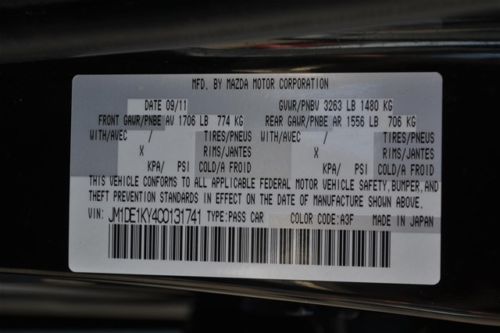 MFD. BY MAZDA MOTOR CORPORATION
DATE 09/11 GVWR/PNBV 3263 LB 1480 KG
FRONT GAWR/PNBE AV 1706 LB 774 KG REAR GAWR/PNBE AR 1556 LB 706 KG
WITH/AVEC / TIRES/PNEUS WITH/AVEC / TIRES/PNEUS
X RIMS/JANTES X RIMS/JANTES
KPA/ PSI COLD/A FROID KPA/ PSI COLD/A FROID
THIS VEHICLE CONFORMS TO ALL APPLICABLE FEDERAL MOTOR VEHICLE SAFETY, BUMPER, AND
THEFT PREVENTION STANDARDS IN EFFECT ON THE DATE OF MANUFACTURE SHOWN ABOVE.
VIN: JM1DE1KY4C0131741 TYPE: PASS CAR COLOR CODE: A3F MADE IN JAPAN